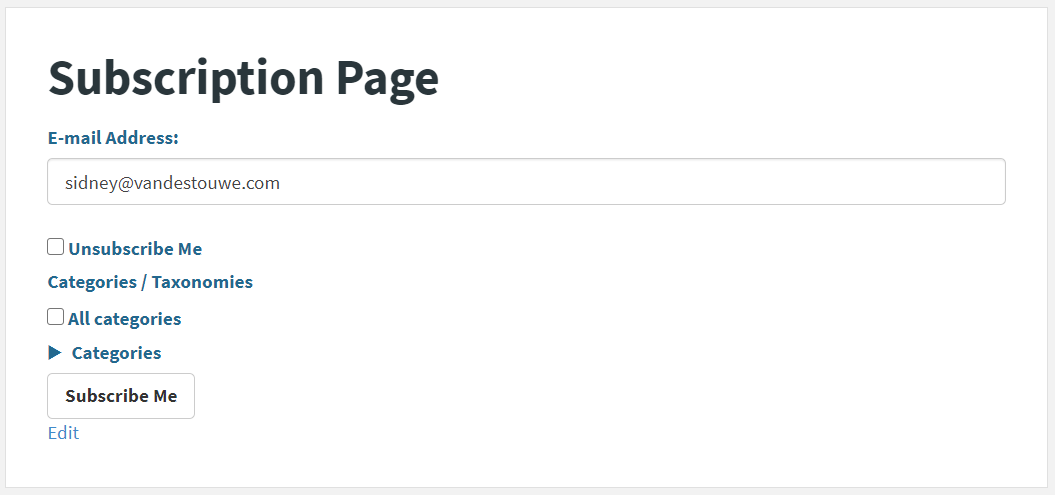 Subscription Page
E-mail Address:
sidney@vandestouwe.com
Unsubscribe Me
Categories / Taxonomies
All categories
Categories
Subscribe Me
Edit